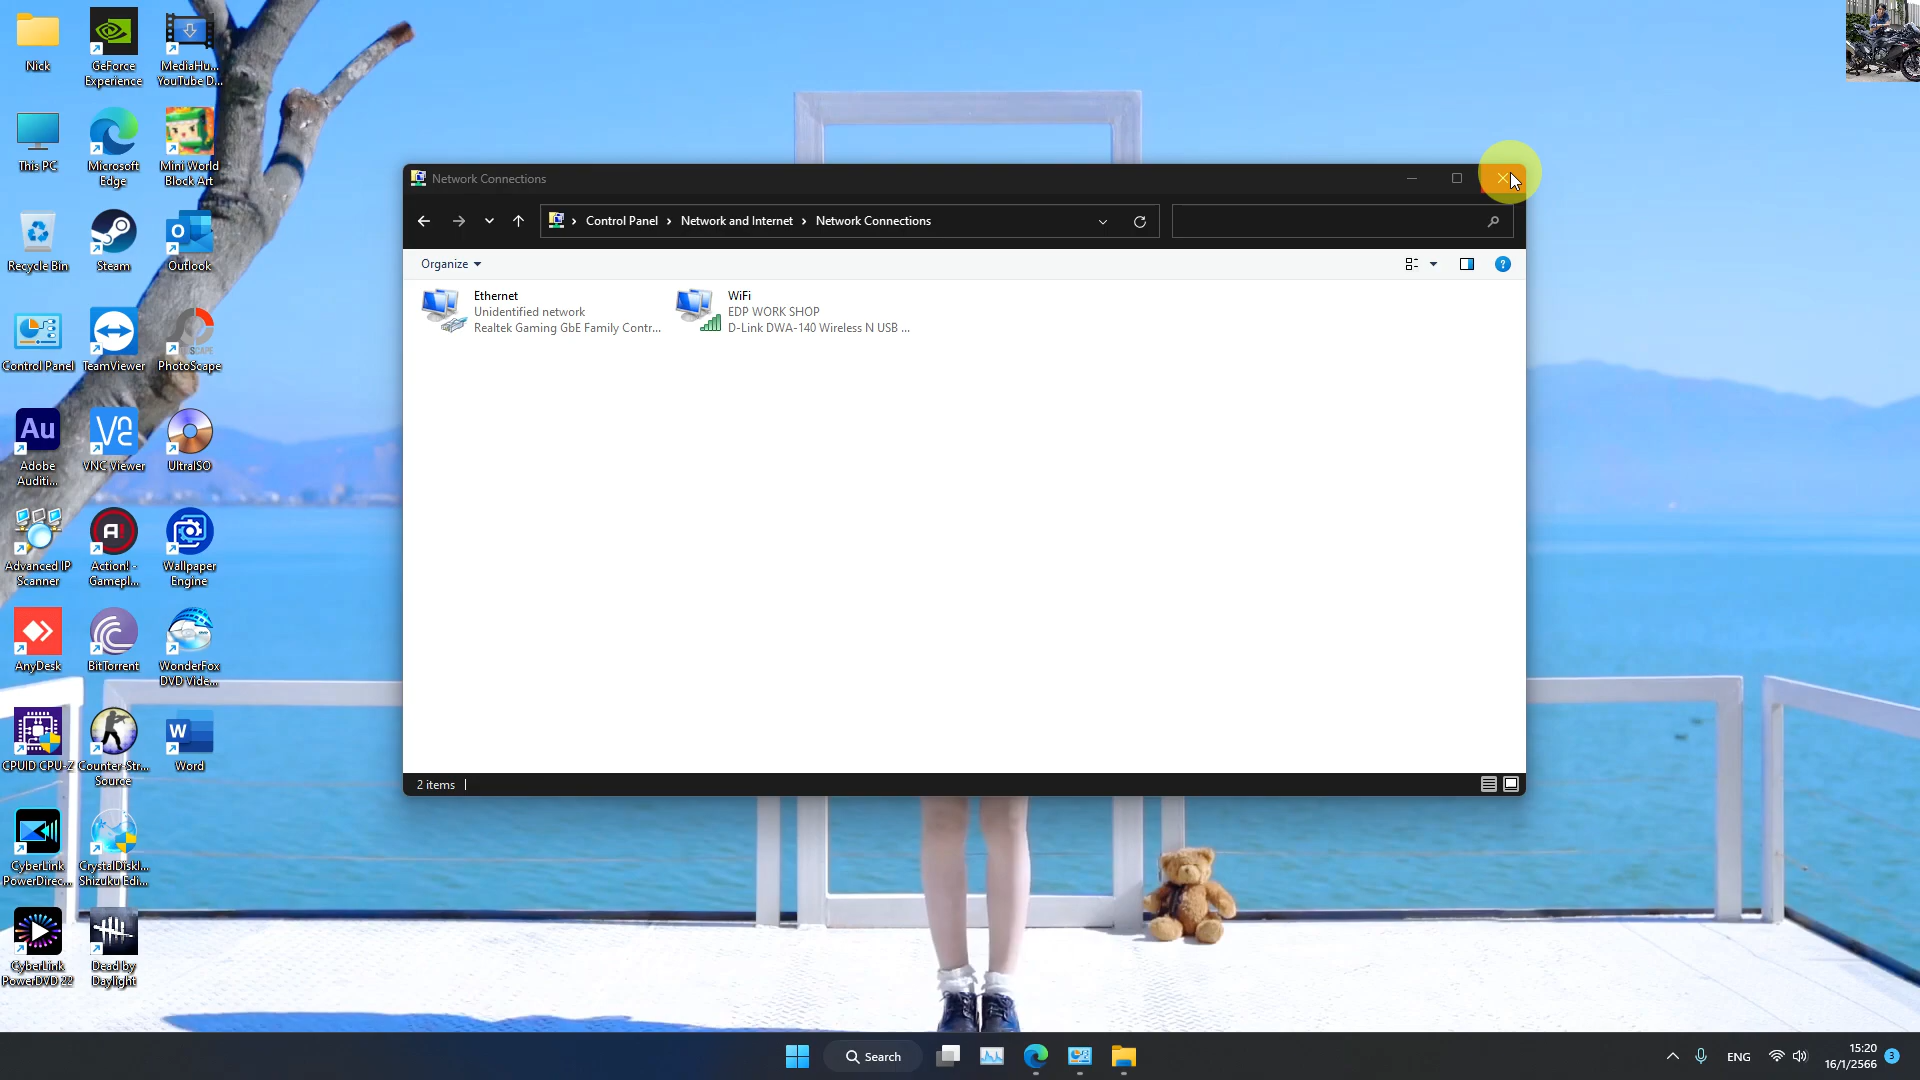 Nick
GeForce
Experience
MediaHu...
YouTube D...
This PC
Microsoft
Edge
Mini World
Block Art
Recycle Bin
Steam
Outlook
Control Panel
TeamViewer
PhotoScape
Au
Adobe
Auditi...
VNC Viewer
UltraISO
Advanced IP
Scanner
Action! -
Gamepl...
Wallpaper
Engine
AnyDesk
BitTorrent
WonderFox
DVD Vide...
CPUID CPU-Z
Counter-Str...
Source
Word
CyberLink
PowerDirec...
CrystalDiskI...
Shizuku Edi...
CyberLink
PowerDVD 22
Dead by
Daylight
Network Connections
Control Panel > Network and Internet > Network Connections
Organize
Ethernet
Unidentified network
Realtek Gaming GbE Family Contr...
WiFi
EDP WORK SHOP
D-Link DWA-140 Wireless N USB ...
2 items
Search
ENG
15:20
16/1/2566
3